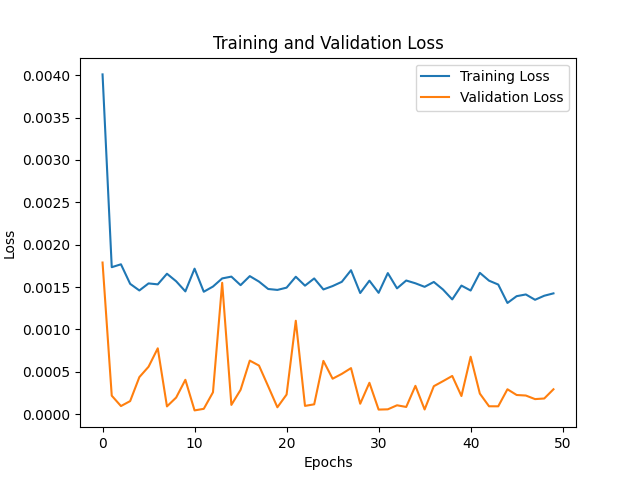 Training and Validation Loss
Training Loss
Validation Loss
0.0040
0.0035
0.0030
0.0025
0.0020
0.0015
0.0010
0.0005
0.0000
Loss
0 10 20 30 40 50
Epochs